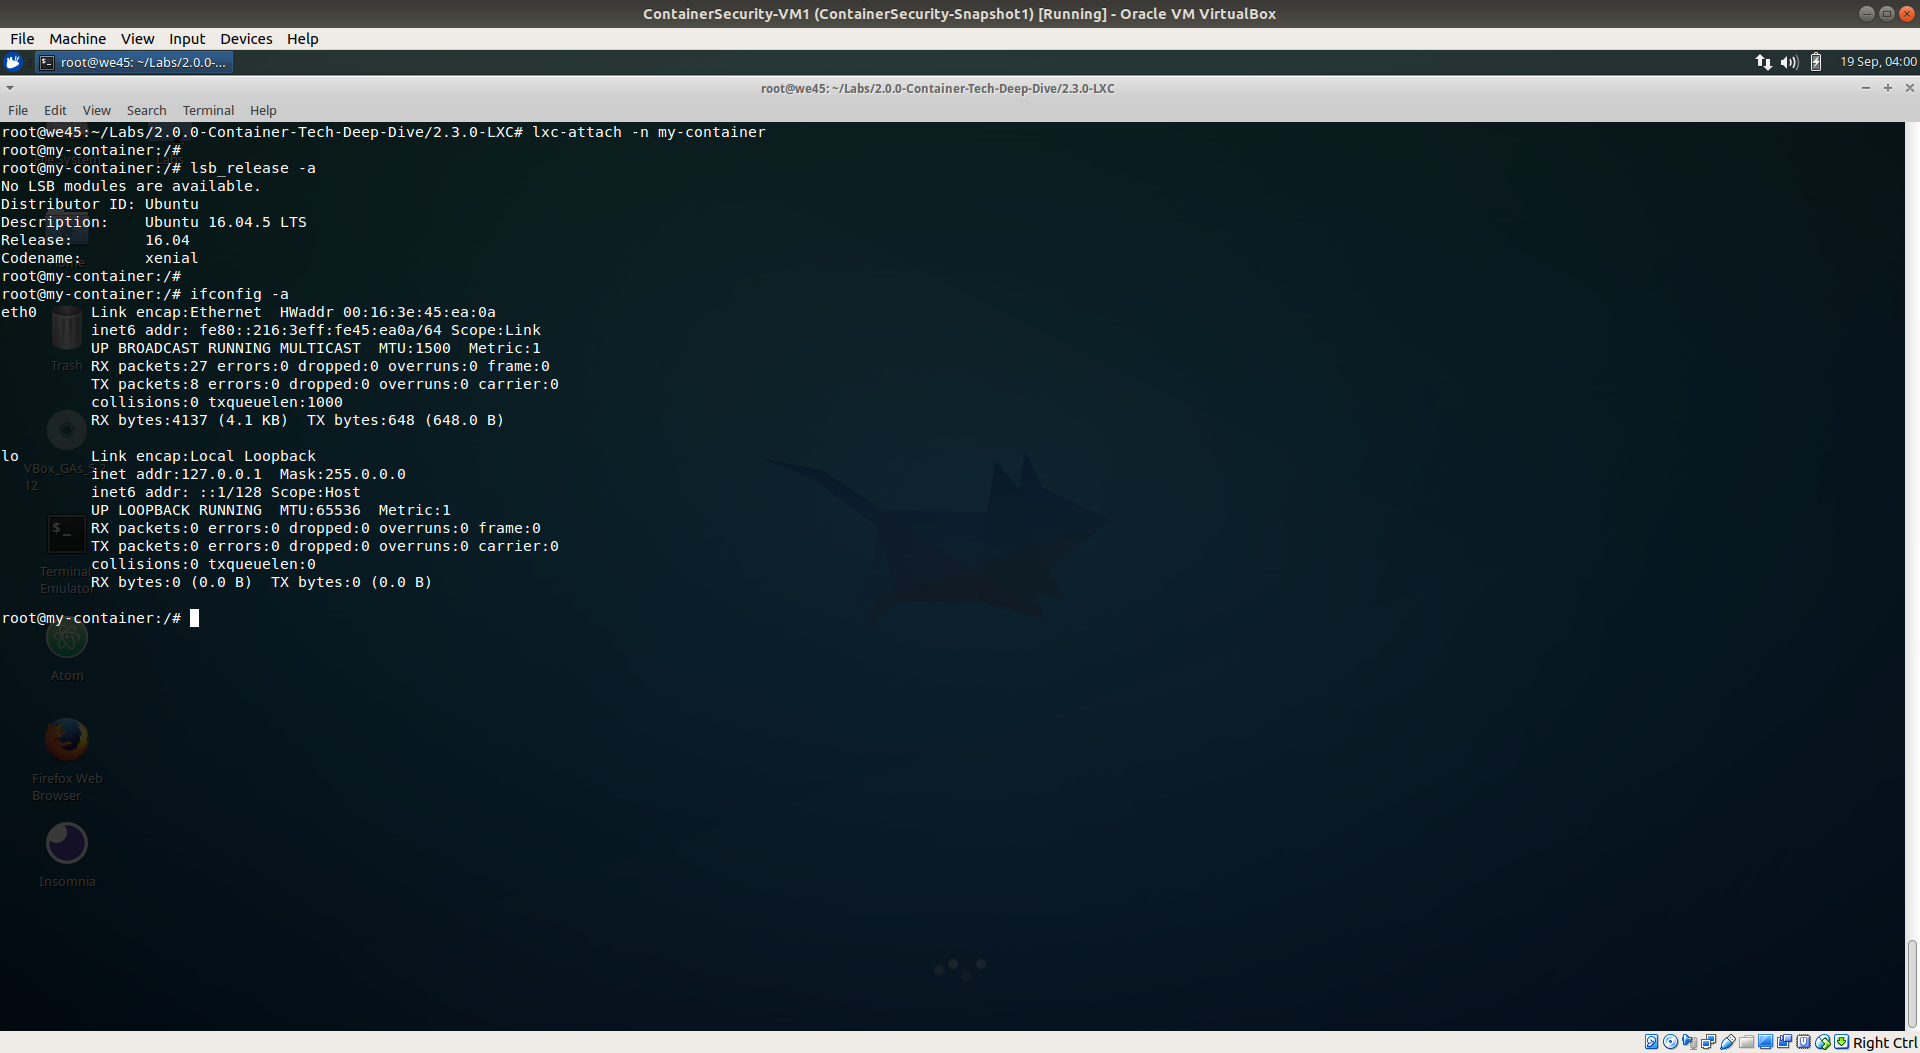 ContainerSecurity-VM1 (ContainerSecurity-Snapshot1) [Running] - Oracle VM VirtualBox
File Machine View Input Devices Help
root@we45: ~/Labs/2.0.0-...
19 Sep, 04:00
root@we45: ~/Labs/2.0.0-Container-Tech-Deep-Dive/2.3.0-LXC
File Edit View Search Terminal Help
root@we45:~/Labs/2.0.0-Container-Tech-Deep-Dive/2.3.0-LXC# lxc-attach -n my-container
root@my-container:/#
root@my-container:/# lsb_release -a
No LSB modules are available.
Distributor ID: Ubuntu
Description:    Ubuntu 16.04.5 LTS
Release:        16.04
Codename:       xenial
root@my-container:/#
root@my-container:/# ifconfig -a
eth0      Link encap:Ethernet  HWaddr 00:16:3e:45:ea:0a
          inet6 addr: fe80::216:3eff:fe45:ea0a/64 Scope:Link
          UP BROADCAST RUNNING MULTICAST  MTU:1500  Metric:1
          RX packets:27 errors:0 dropped:0 overruns:0 frame:0
          TX packets:8 errors:0 dropped:0 overruns:0 carrier:0
          collisions:0 txqueuelen:1000
          RX bytes:4137 (4.1 KB)  TX bytes:648 (648.0 B)
lo        Link encap:Local Loopback
          inet addr:127.0.0.1  Mask:255.0.0.0
          inet6 addr: ::1/128 Scope:Host
          UP LOOPBACK RUNNING  MTU:65536  Metric:1
          RX packets:0 errors:0 dropped:0 overruns:0 frame:0
          TX packets:0 errors:0 dropped:0 overruns:0 carrier:0
          collisions:0 txqueuelen:0
          RX bytes:0 (0.0 B)  TX bytes:0 (0.0 B)
root@my-container:/#
Trash
12
Terminal
Emulator
Atom
Firefox Web
Browser
Insomnia
Right Ctrl